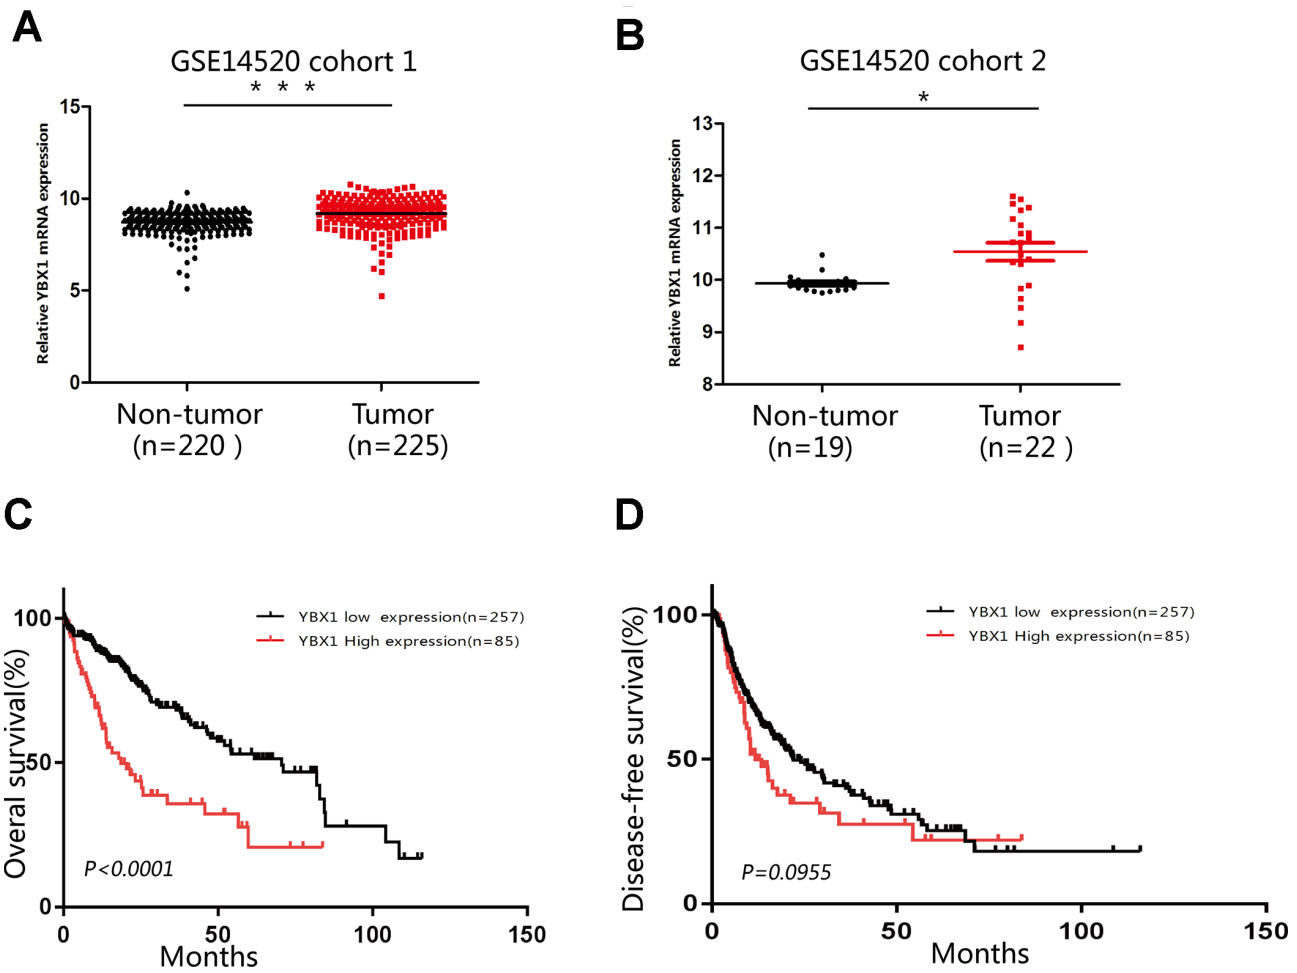 A
GSE14520 cohort 1
* * *
Relative YBX1 mRNA expression
15
10
5
0
Non-tumor
(n=220 )
Tumor
(n=225)
B
GSE14520 cohort 2
*
Relative YBX1 mRNA expression
13
12
11
10
9
8
Non-tumor
(n=19)
Tumor
(n=22 )
C
Overal survival(%)
100
50
0
YBX1 low expression(n=257)
YBX1 High expression(n=85)
P<0.0001
0
50
100
150
Months
D
Disease-free survival(%)
100
50
0
YBX1 low expression(n=257)
YBX1 High expression(n=85)
P=0.0955
0
50
100
150
Months